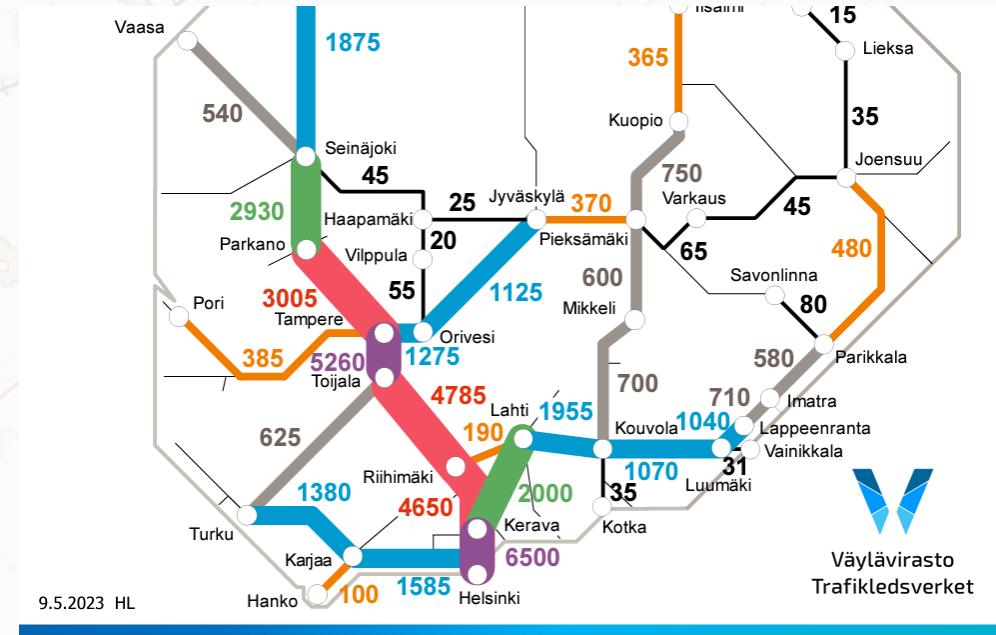 Iisalmi
15
Vaasa
1875
Lieksa
365
540
Kuopio
35
Seinäjoki
Joensuu
45
750
Jyväskylä
Varkaus
2930
Haapamäki
25
370
45
Parkano
20
Pieksämäki
65
480
Vilppula
600
Savonlinna
Pori
3005
55
1125
Mikkeli
80
Tampere
Orivesi
385
5260
1275
580
Parikkala
Toijala
700
4785
710
Imatra
Lahti
1955
1040
625
190
Kouvola
Lappeenranta
Vainikkala
Riihimäki
1070
31
1380
2000
35
Luumäki
4650
Turku
Kerava
Kotka
Karjaa
6500
1585
Hanko
100
Helsinki
Väylävirasto
Trafikledsverket
9.5.2023 HL